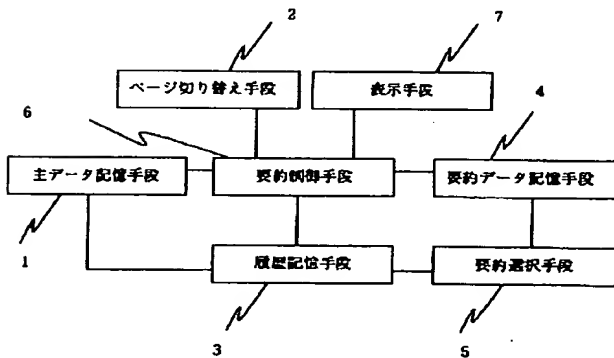 2
7
ページ切り替え手段
表示手段
6
4
主データ記憶手段
要約制御手段
要約データ記憶手段
1
履歴記憶手段
要約選択手段
3
5